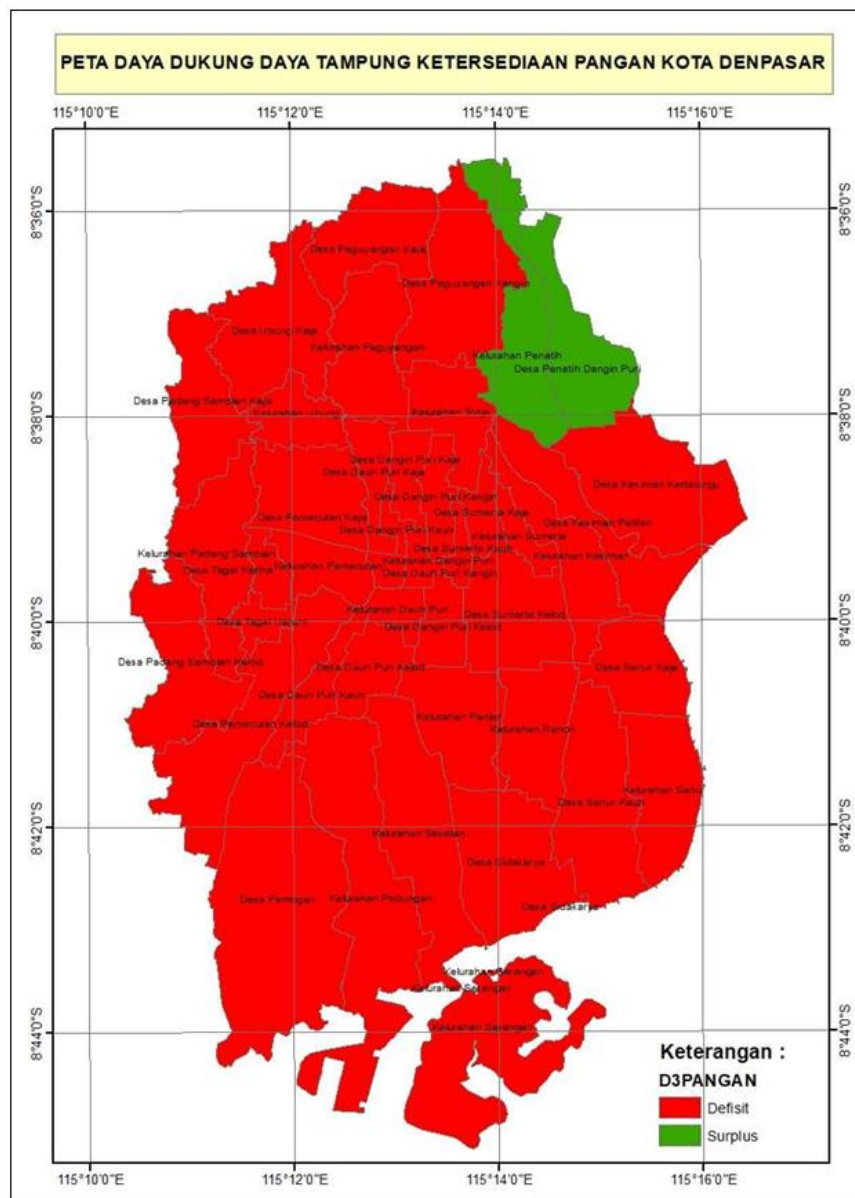 PETA DAYA DUKUNG DAYA TAMPUNG KETERSEDIAAN PANGAN KOTA DENPASAR
115°10'0"E 115°12'0"E 115°14'0"E 115°16'0"E
8°36'0"S 8°36'0"S
Desa Peguyangan Kaja
Desa Peguyangan Kangin
Desa Ubung Kaja
Kelurahan Peguyangan
Kelurahan Penatih
Desa Penatih Dangin Puri
Desa Padang Sambian Kaja
Kelurahan Ubung
Kelurahan Tonja
8°38'0"S 8°38'0"S
Desa Dangin Puri Kaja
Desa Dauh Puri Kaja
Desa Kesiman Kertalangu
Desa Dangin Puri Kangin
Desa Sumerta Kaja
Desa Pemecutan Kaja
Desa Kesiman Petilan
Desa Dangin Puri Kauh
Kelurahan Sumerta
Desa Sumerta Kauh
Kelurahan Padang Sambian
Kelurahan Kesiman
Kelurahan Dangin Puri
Desa Tegal Kertha
Kelurahan Pemecutan
Desa Dauh Puri Kangin
Kelurahan Dauh Puri
Desa Sumerta Kelod
8°40'0"S 8°40'0"S
Desa Tegal Harum
Desa Dangin Puri Kelod
Desa Padang Sambian Kelod
Desa Dauh Puri Kelod
Desa Sanur Kaja
Desa Dauh Puri Kauh
Desa Pemecutan Kelod
Kelurahan Panjer
Kelurahan Renon
Kelurahan Sanur
Desa Sanur Kauh
8°42'0"S 8°42'0"S
Kelurahan Sesetan
Desa Sidakarya
Desa Pemogan
Kelurahan Pedungan
Desa Sidakarya
Kelurahan Serangan
Kelurahan Serangan
Kelurahan Serangan
8°44'0"S 8°44'0"S
Keterangan :
D3PANGAN
Defisit
Surplus
115°10'0"E 115°12'0"E 115°14'0"E 115°16'0"E